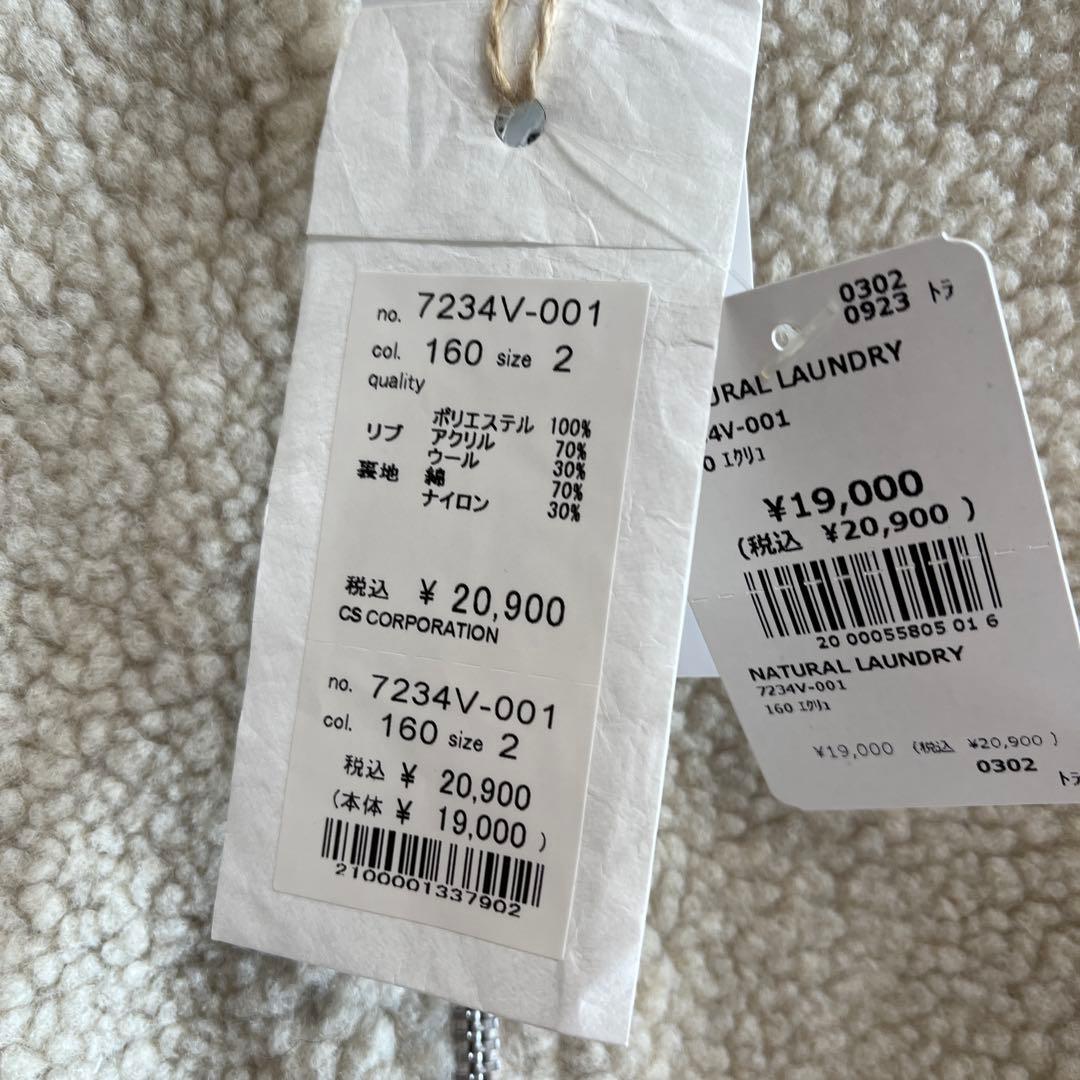 no. 7234V-001
col. 160 size 2
quality
ポリエステル 100%
リブ アクリル 70%
ウール 30%
裏地 綿 70%
ナイロン 30%
税込 ¥ 20,900
CS CORPORATION
no. 7234V-001
col. 160 size 2
税込 ¥ 20,900
(本体 ¥ 19,000 )
2100001337902
0302
0923 ﾄﾗ
URAL LAUNDRY
4V-001
0 ｴｸﾘｭ
¥19,000
(税込 ¥20,900 )
20 00055805 01 6
NATURAL LAUNDRY
7234V-001
160 ｴｸﾘｭ
¥19,000 (税込 ¥20,900 )
0302 ﾄﾗ